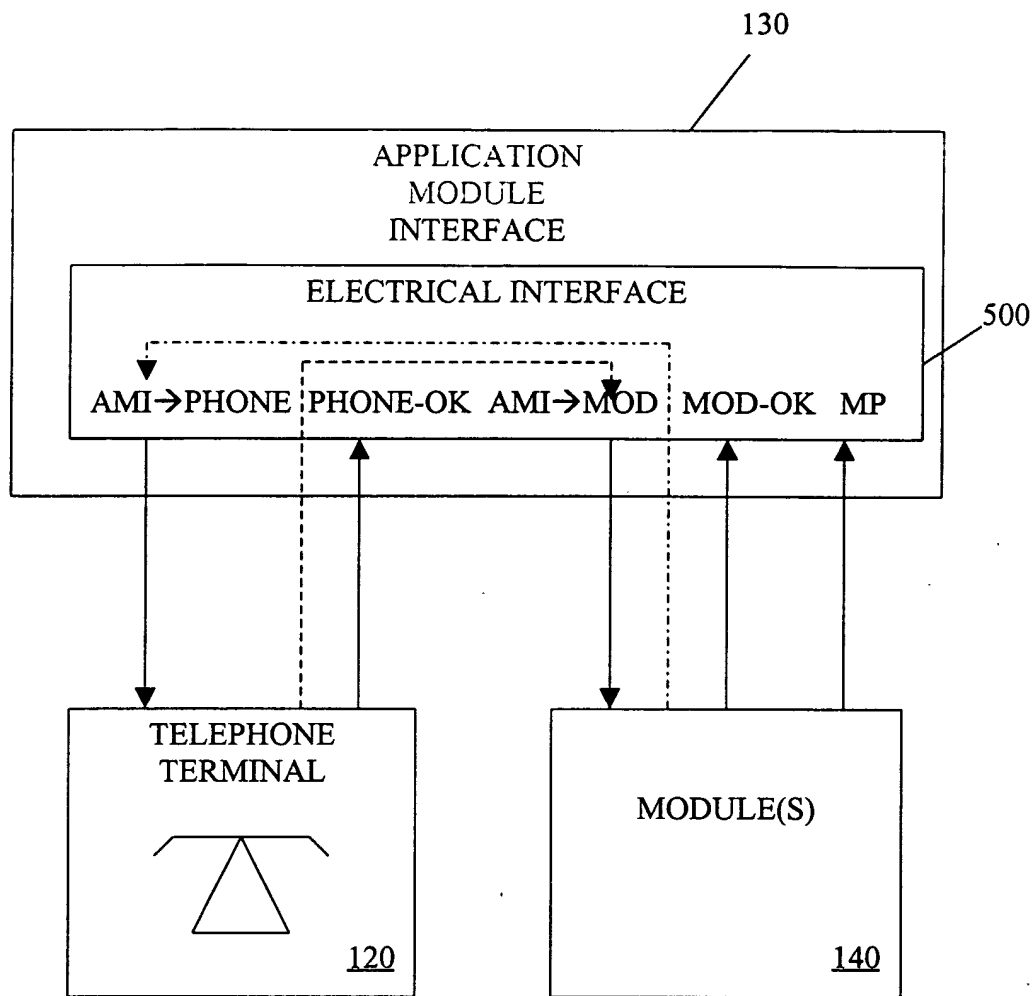 130
APPLICATION
MODULE
INTERFACE
ELECTRICAL INTERFACE
500
AMI→PHONE PHONE-OK AMI→MOD MOD-OK MP
TELEPHONE
TERMINAL
120
MODULE(S)
140